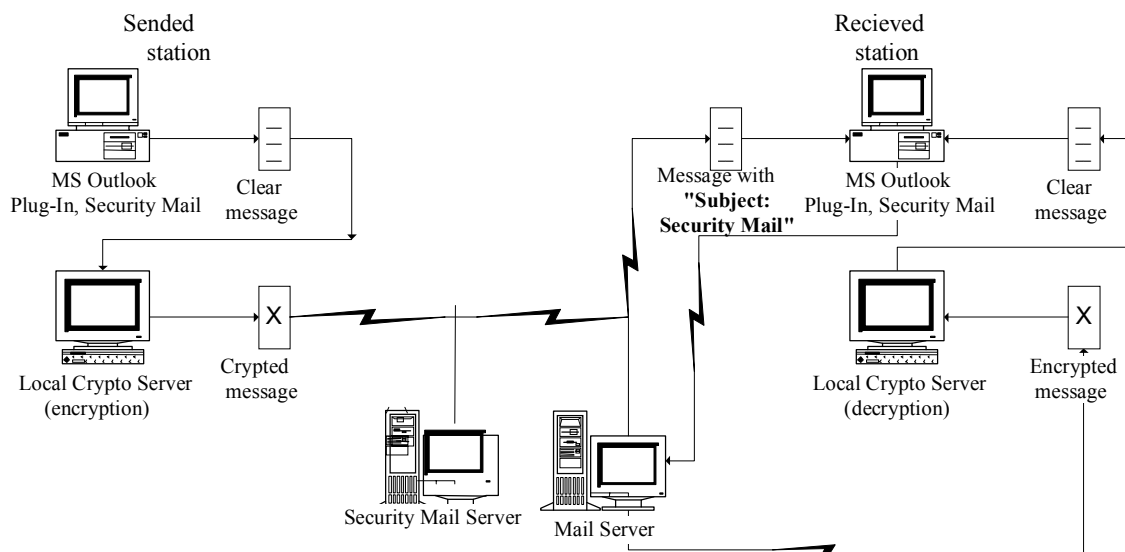 Sended
station
MS Outlook
Plug-In, Security Mail
Clear
message
Local Crypto Server
(encryption)
X
Crypted
message
Security Mail Server
Mail Server
Message with
"Subject:
Security Mail"
Recieved
station
MS Outlook
Plug-In, Security Mail
Clear
message
Local Crypto Server
(decryption)
X
Encrypted
message